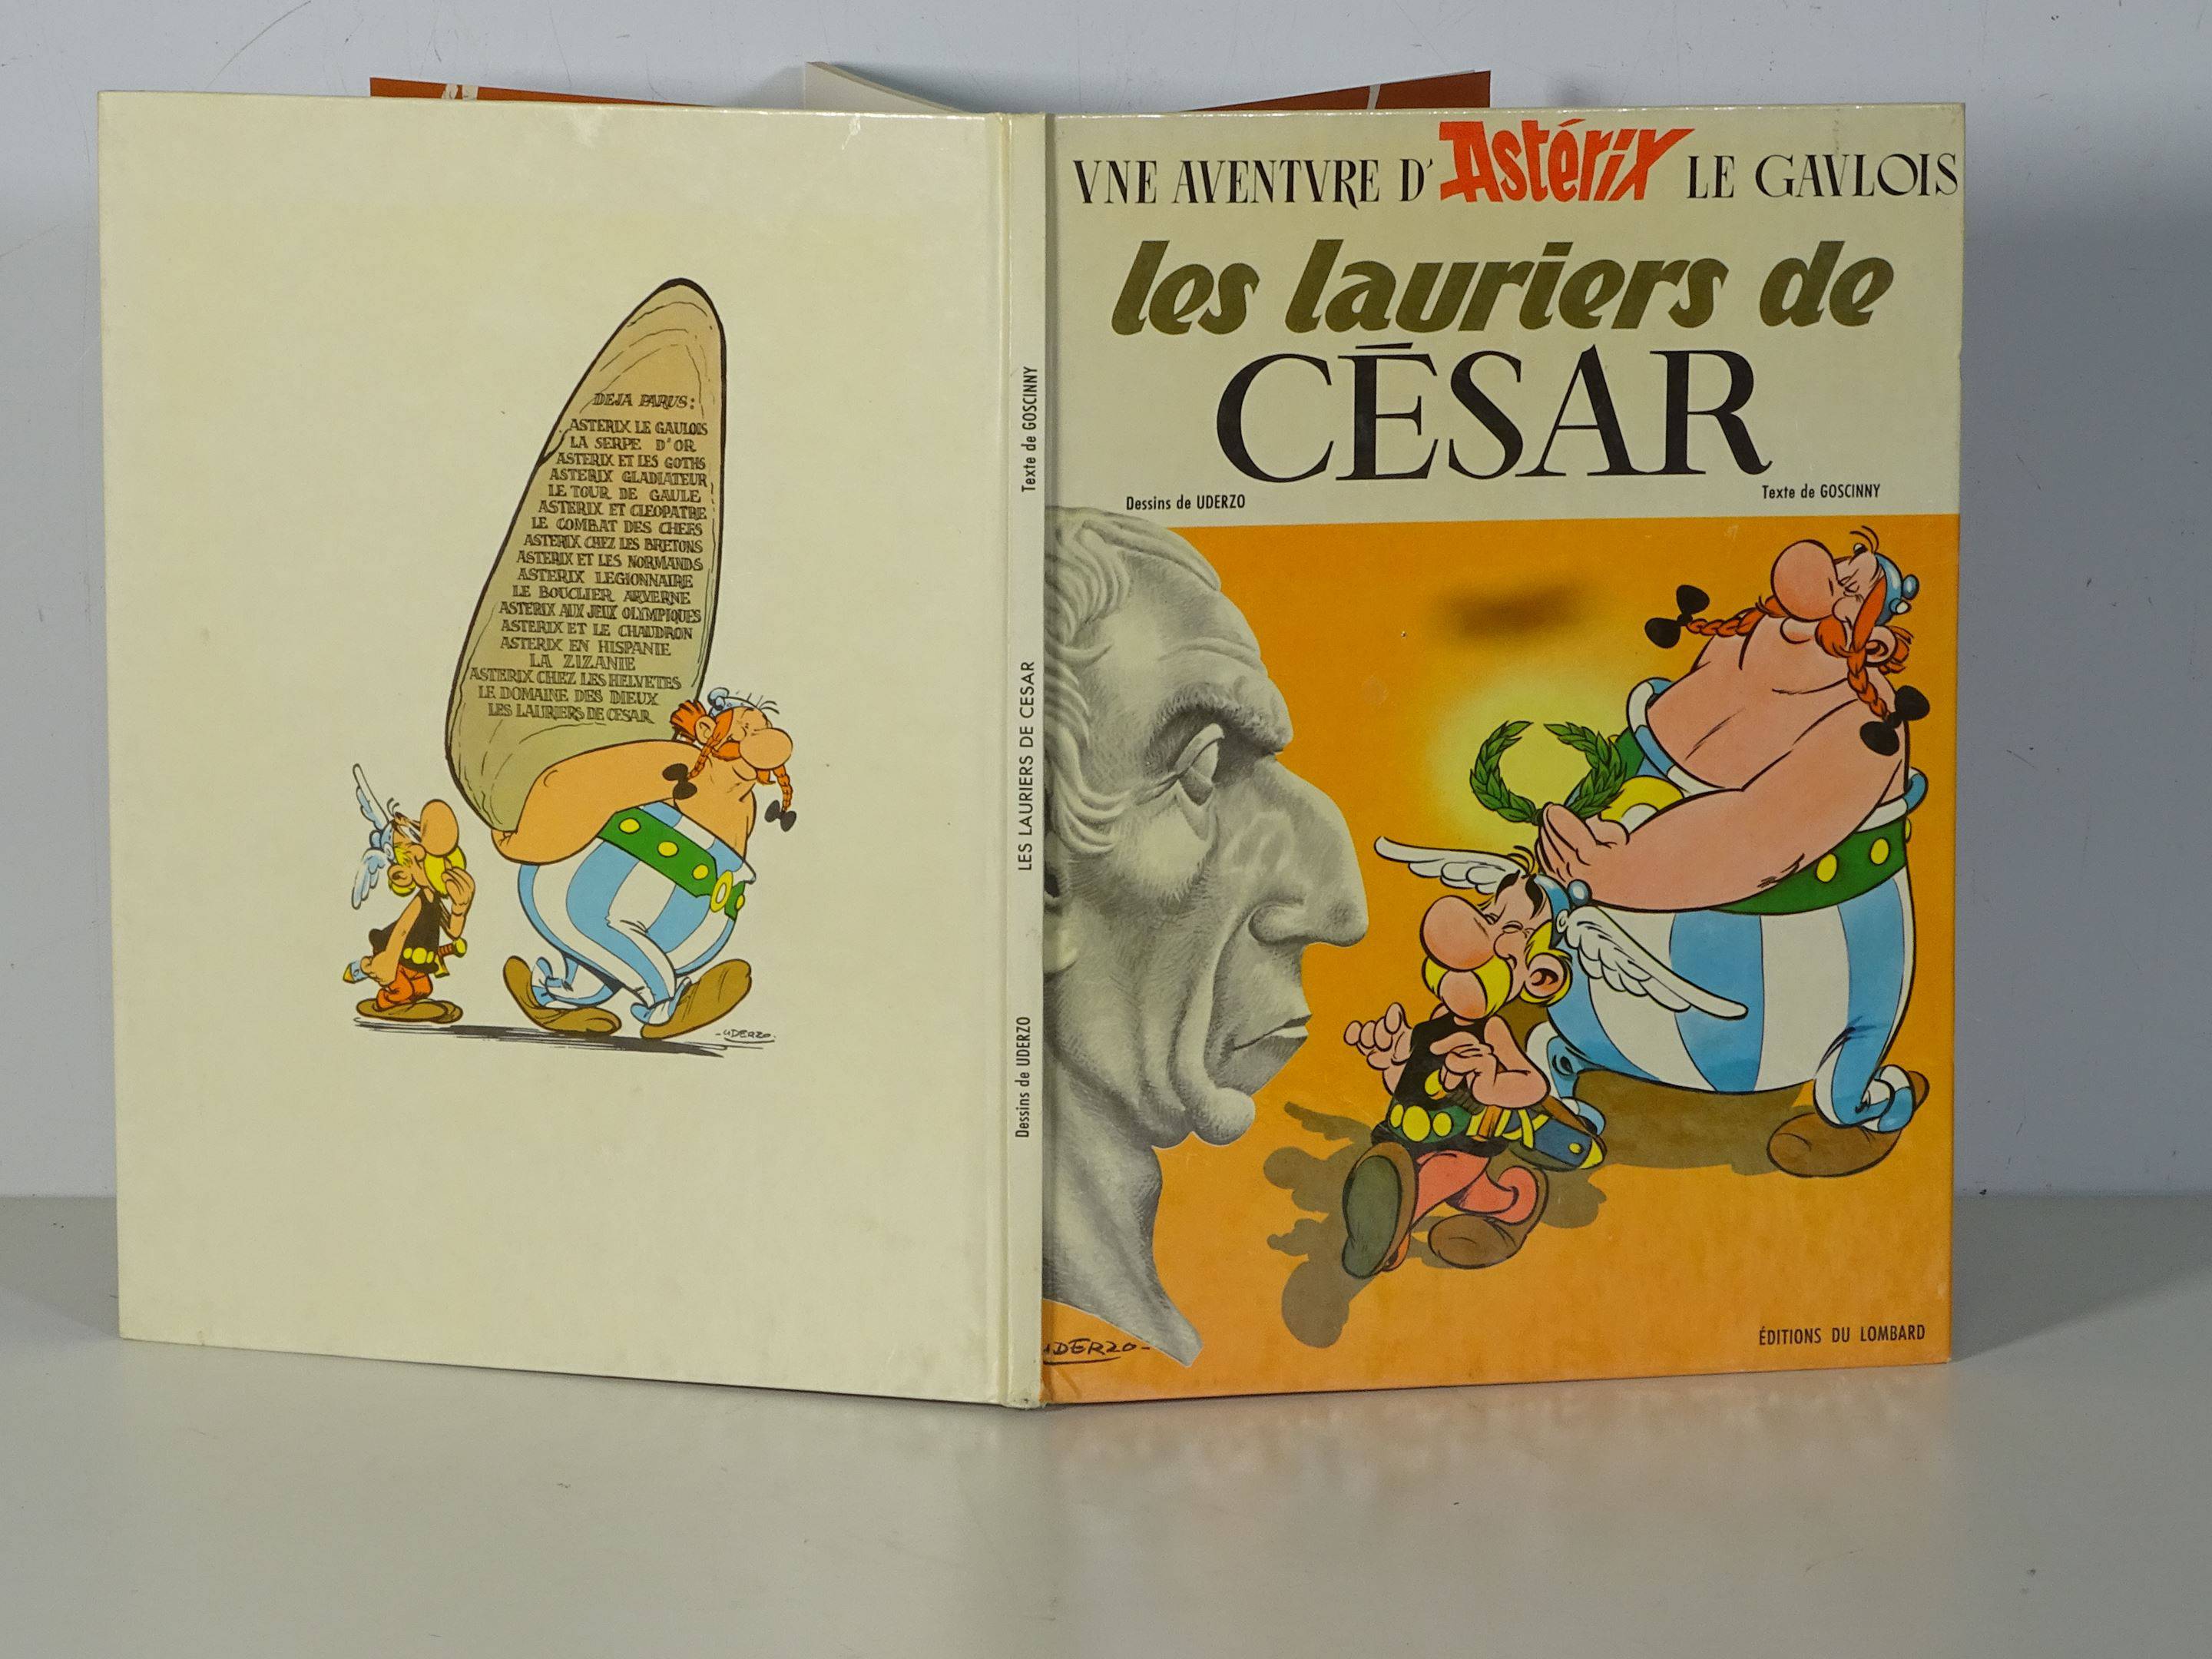 DEJA PARUS:
ASTERIX LE GAULOIS
LA SERPE D'OR
ASTERIX ET LES GOTHS
ASTERIX GLADIATEUR
LE TOUR DE GAULE
ASTERIX ET CLEOPATRE
LE COMBAT DES CHEFS
ASTERIX CHEZ LES BRETONS
ASTERIX ET LES NORMANDS
ASTERIX LEGIONNAIRE
LE BOUCLIER ARVERNE
ASTERIX AUX JEUX OLYMPIQUES
ASTERIX ET LE CHAUDRON
ASTERIX EN HISPANIE
LA ZIZANIE
ASTERIX CHEZ LES HELVETES
LE DOMAINE DES DIEUX
LES LAURIERS DE CESAR
-UDERZO-
Dessins de UDERZO
LES LAURIERS DE CESAR
Texte de GOSCINNY
VNE AVENTVRE D'Astérix LE GAVLOIS
les lauriers de
CÉSAR
Dessins de UDERZO
Texte de GOSCINNY
UDERZO-
ÉDITIONS DU LOMBARD